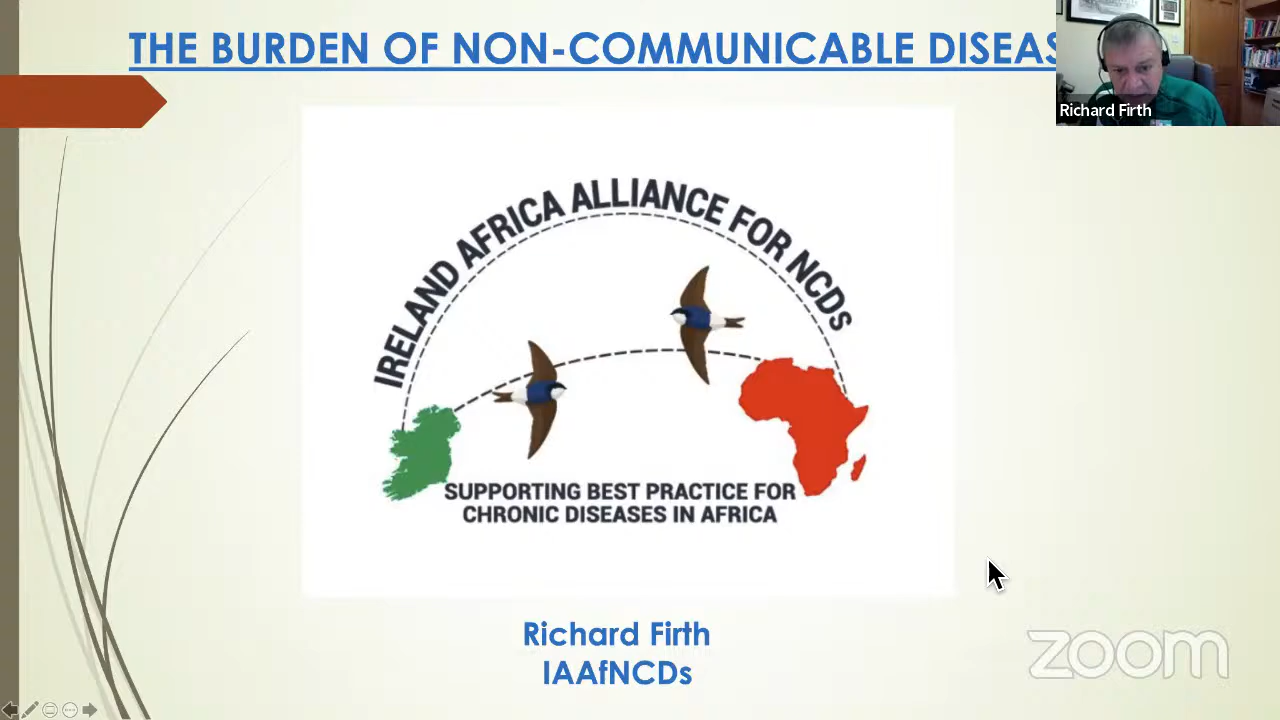 THE BURDEN OF NON-COMMUNICABLE DISEAS
Richard Firth
IRELAND AFRICA ALLIANCE FOR NCDs
SUPPORTING BEST PRACTICE FOR
CHRONIC DISEASES IN AFRICA
Richard Firth
IAAfNCDs
zoom